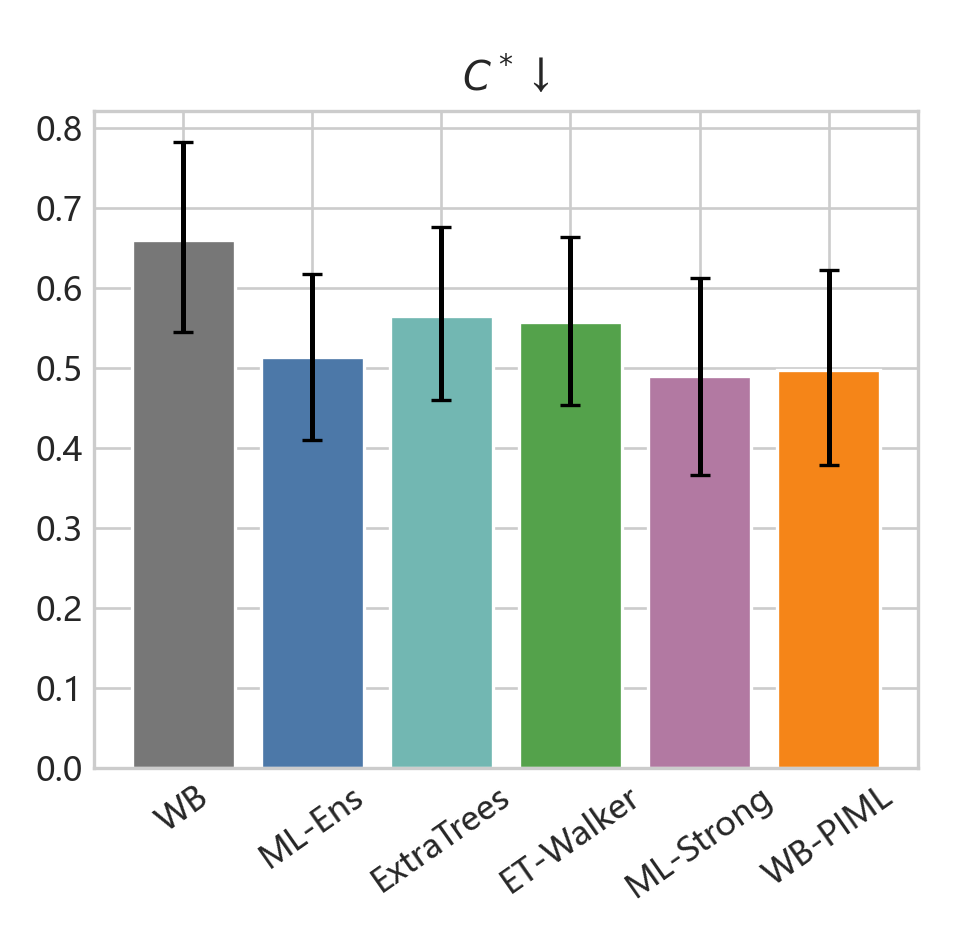 C* ↓
0.8
0.7
0.6
0.5
0.4
0.3
0.2
0.1
0.0
WB
ML-Ens
ExtraTrees
ET-Walker
ML-Strong
WB-PIML